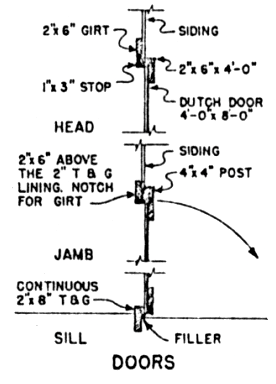 2"x 6" GIRT
SIDING
1"x 3" STOP
2"x 6"x 4'-0"
DUTCH DOOR
4'-0"x 8'-0"
HEAD
2"x 6" ABOVE
THE 2" T & G
LINING. NOTCH
FOR GIRT
SIDING
4"x 4" POST
JAMB
CONTINUOUS
2"x 8" T & G
SILL
FILLER
DOORS